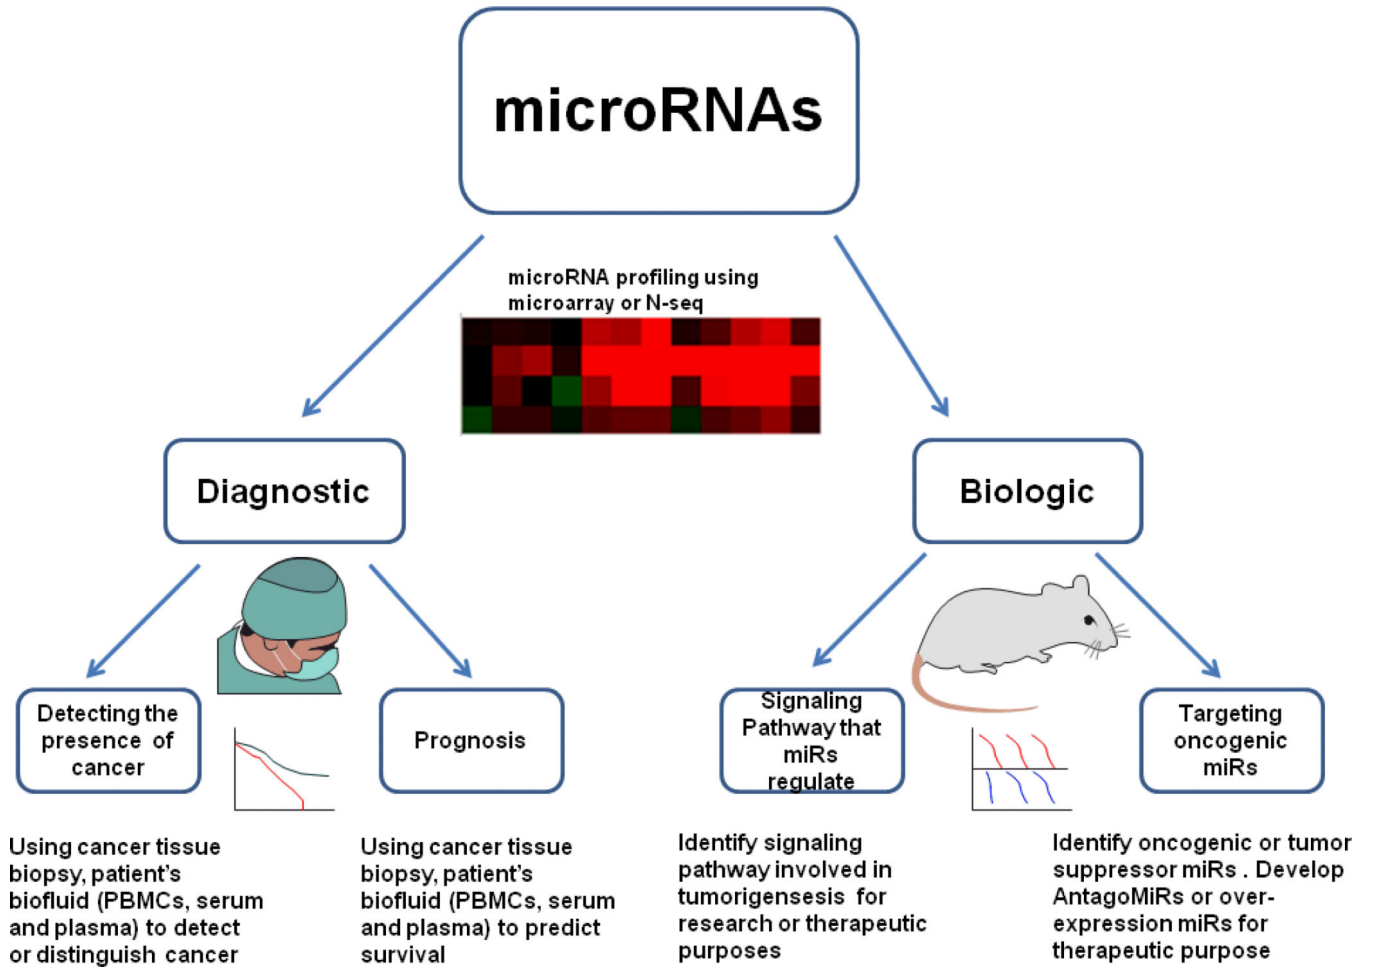 microRNAs
microRNA profiling using
microarray or N-seq
Diagnostic
Biologic
Detecting the
presence of
cancer
Prognosis
Signaling
Pathway that
miRs
regulate
Targeting
oncogenic
miRs
Using cancer tissue
biopsy, patient’s
biofluid (PBMCs, serum
and plasma) to detect
or distinguish cancer
Using cancer tissue
biopsy, patient’s
biofluid (PBMCs, serum
and plasma) to predict
survival
Identify signaling
pathway involved in
tumorigensesis for
research or therapeutic
purposes
Identify oncogenic or tumor
suppressor miRs . Develop
AntagoMiRs or over-
expression miRs for
therapeutic purpose